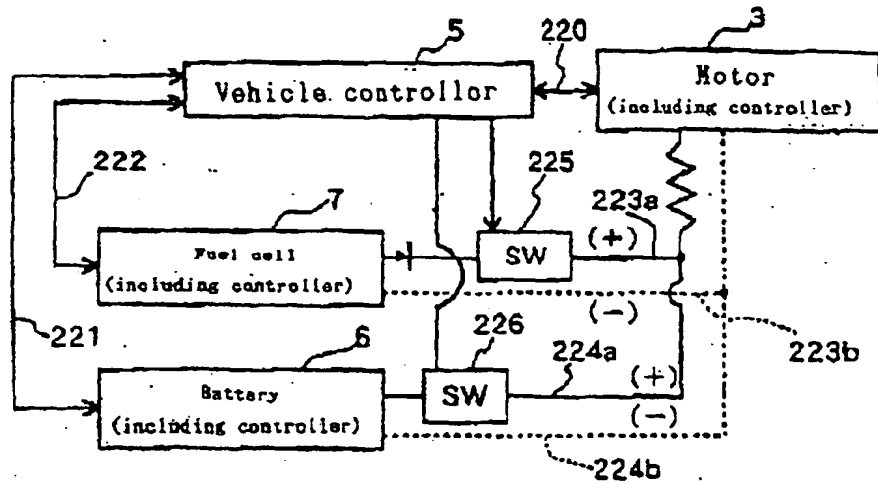 5
220
3
Vehicle. controllor
Motor
(including controller)
222
225
223a
7
(+)
Fuel cell
(including controller)
SW
(-)
221
6
226
224a
223b
Battary
(including controller)
SW
(+)
(-)
224b